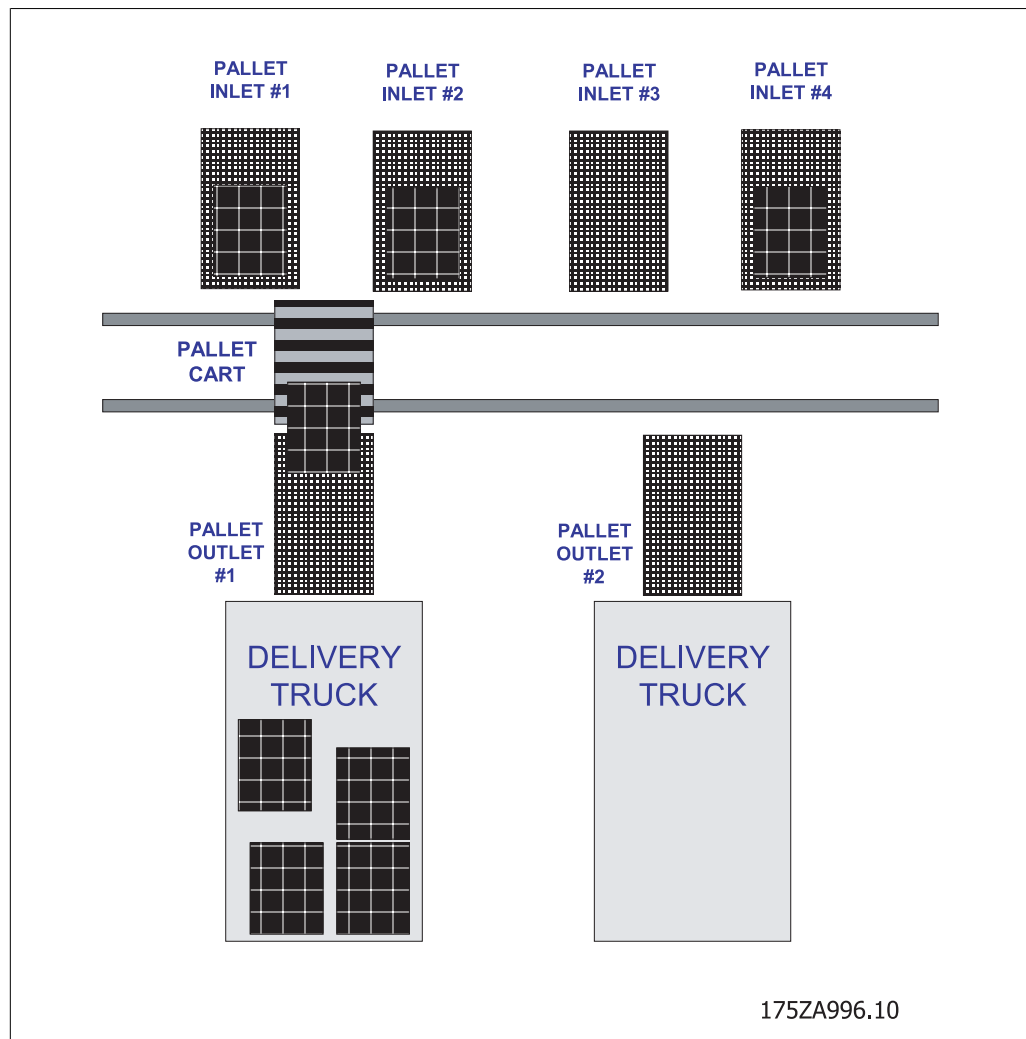 PALLET
INLET #1
PALLET
INLET #2
PALLET
INLET #3
PALLET
INLET #4
PALLET
CART
PALLET
OUTLET
#1
PALLET
OUTLET
#2
DELIVERY
TRUCK
DELIVERY
TRUCK
175ZA996.10